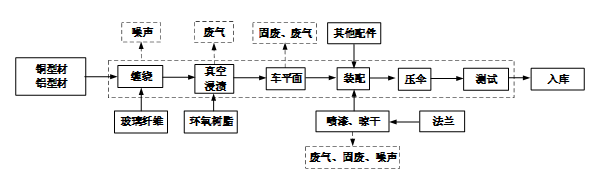 噪声
废气
固废、废气
其他配件
铜型材
铝型材
缠绕
真空
浸渍
车平面
装配
压伞
测试
入库
玻璃纤维
环氧树脂
喷漆、晾干
法兰
废气、固废、噪声